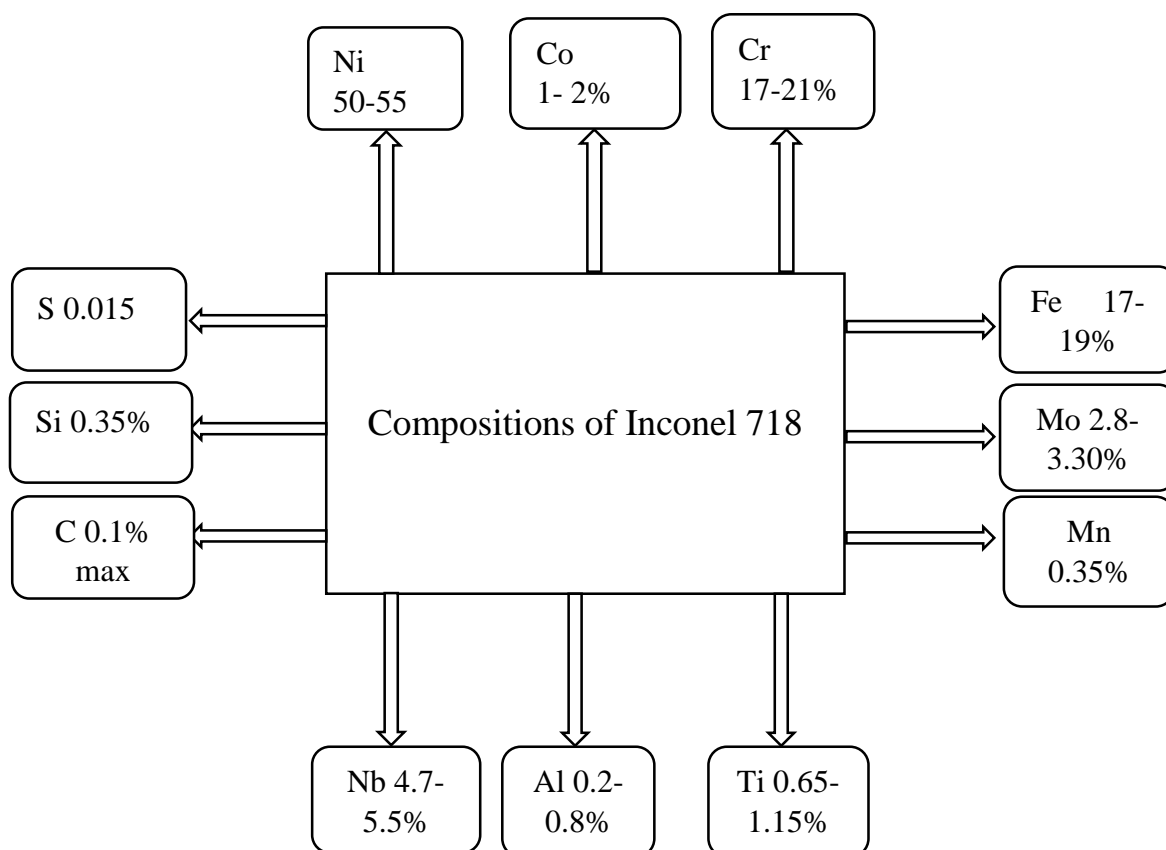 Ni
50-55
Co
1- 2%
Cr
17-21%
S 0.015
Fe 17-
19%
Si 0.35%
Compositions of Inconel 718
Mo 2.8-
3.30%
C 0.1%
max
Mn
0.35%
Nb 4.7-
5.5%
Al 0.2-
0.8%
Ti 0.65-
1.15%